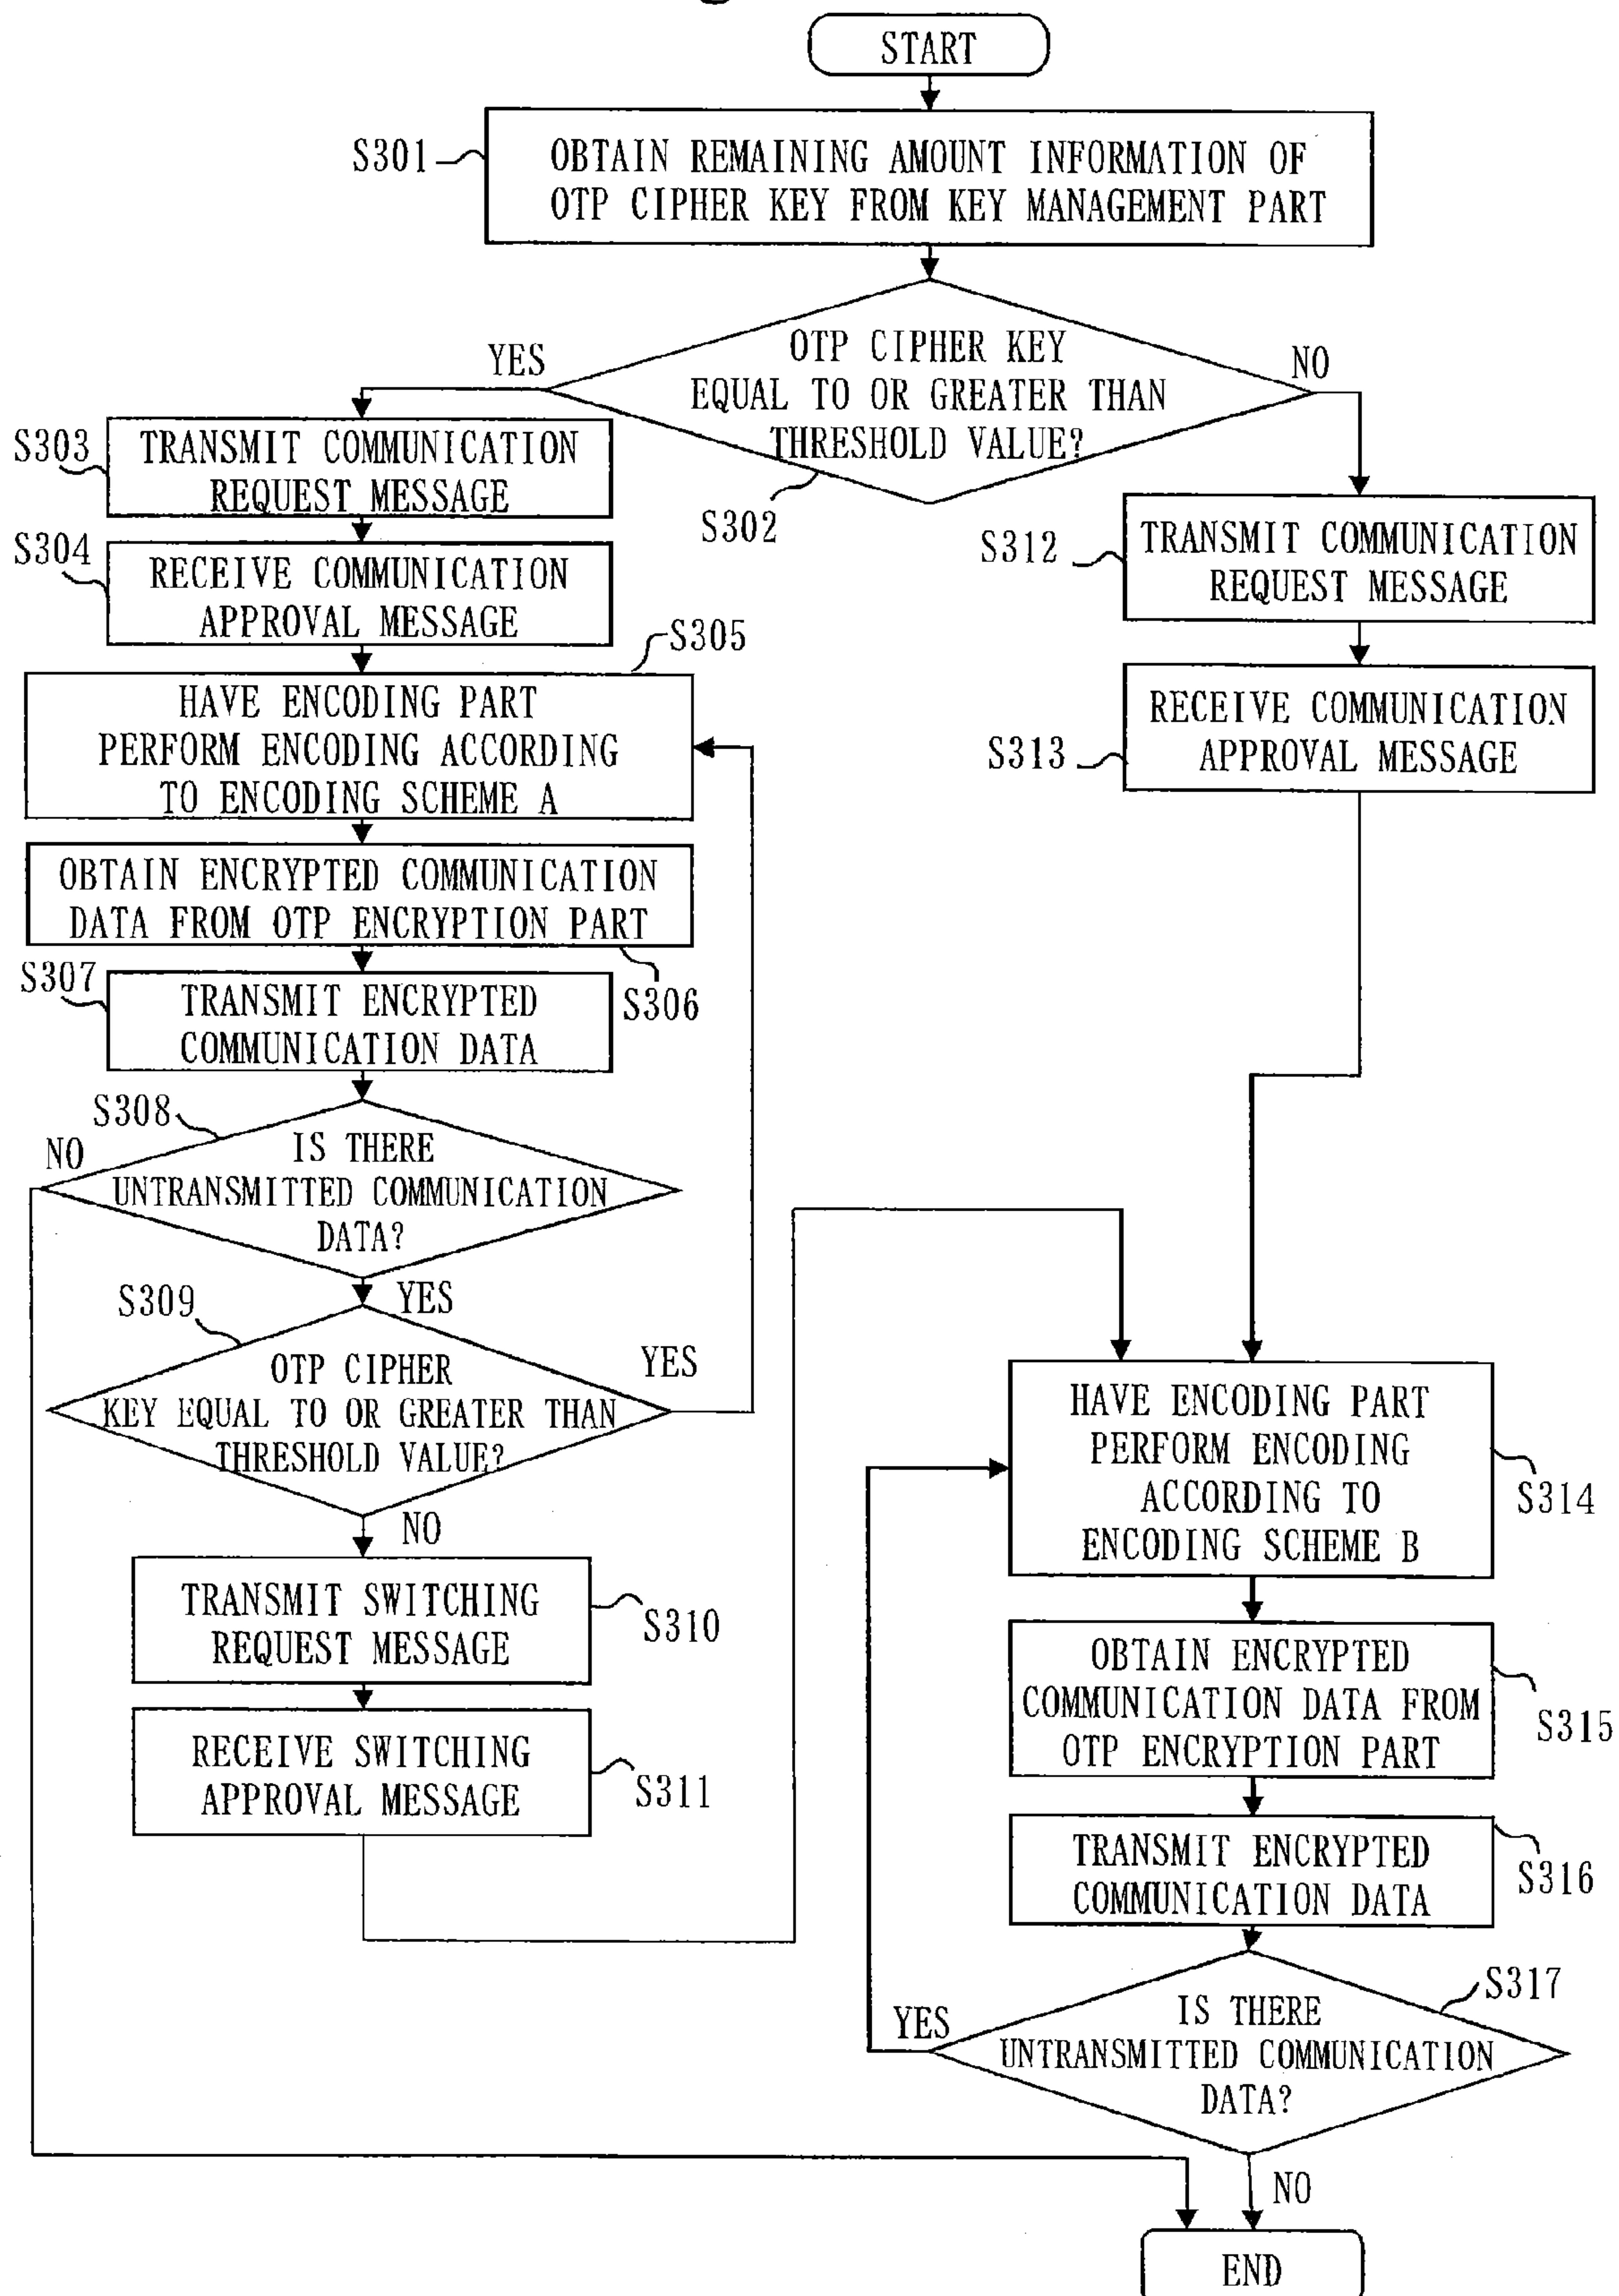 START
S301
OBTAIN REMAINING AMOUNT INFORMATION OF
OTP CIPHER KEY FROM KEY MANAGEMENT PART
OTP CIPHER KEY
EQUAL TO OR GREATER THAN
THRESHOLD VALUE?
YES
NO
S302
S303
TRANSMIT COMMUNICATION
REQUEST MESSAGE
S304
RECEIVE COMMUNICATION
APPROVAL MESSAGE
S305
HAVE ENCODING PART
PERFORM ENCODING ACCORDING
TO ENCODING SCHEME A
OBTAIN ENCRYPTED COMMUNICATION
DATA FROM OTP ENCRYPTION PART
S306
S307
TRANSMIT ENCRYPTED
COMMUNICATION DATA
S308
NO
IS THERE
UNTRANSMITTED COMMUNICATION
DATA?
YES
S309
OTP CIPHER
KEY EQUAL TO OR GREATER THAN
THRESHOLD VALUE?
YES
NO
TRANSMIT SWITCHING
REQUEST MESSAGE
S310
RECEIVE SWITCHING
APPROVAL MESSAGE
S311
S312
TRANSMIT COMMUNICATION
REQUEST MESSAGE
S313
RECEIVE COMMUNICATION
APPROVAL MESSAGE
HAVE ENCODING PART
PERFORM ENCODING
ACCORDING TO
ENCODING SCHEME B
S314
OBTAIN ENCRYPTED
COMMUNICATION DATA FROM
OTP ENCRYPTION PART
S315
TRANSMIT ENCRYPTED
COMMUNICATION DATA
S316
S317
YES
IS THERE
UNTRANSMITTED COMMUNICATION
DATA?
NO
END